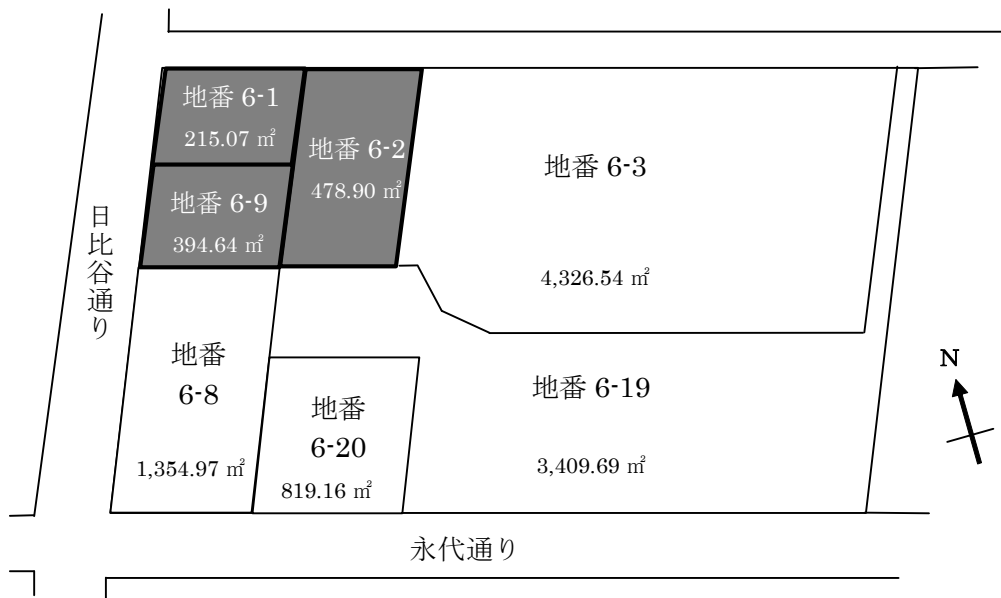 地番 6-1
215.07 ㎡
地番 6-2
478.90 ㎡
地番 6-9
394.64 ㎡
地番 6-3
4,326.54 ㎡
日比谷通り
地番
6-8
1,354.97 ㎡
地番
6-20
819.16 ㎡
地番 6-19
3,409.69 ㎡
N
永代通り